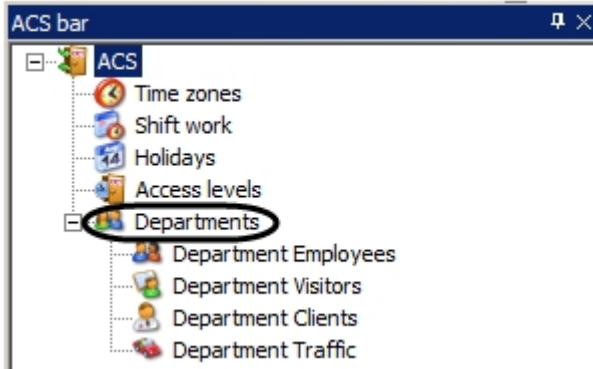 ACS bar
ACS
Time zones
Shift work
Holidays
Access levels
Departments
Department Employees
Department Visitors
Department Clients
Department Traffic